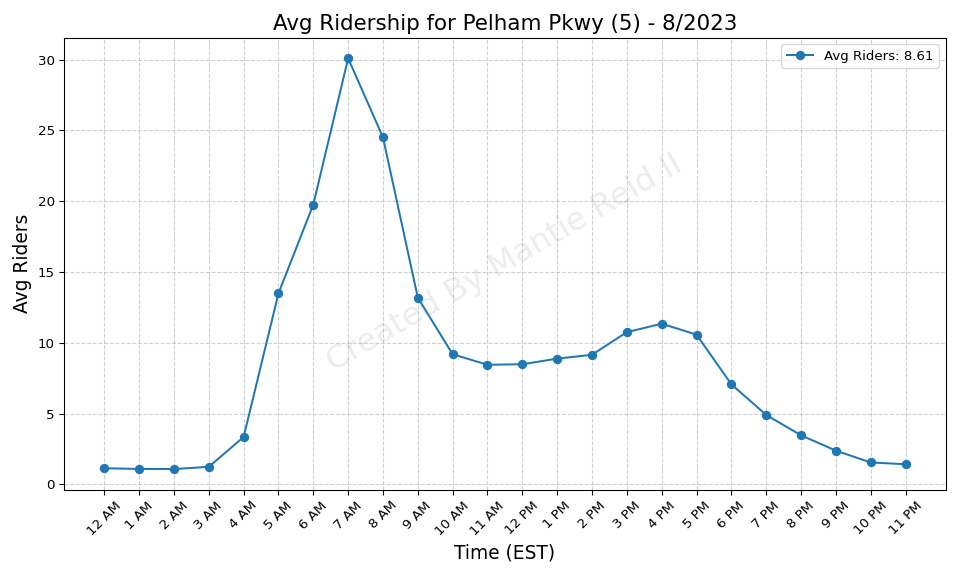 Avg Ridership for Pelham Pkwy (5) - 8/2023
Avg Riders: 8.61
30
25
20
15
10
5
0
Avg Riders
Created By Mantie Reid II
12 AM
1 AM
2 AM
3 AM
4 AM
5 AM
6 AM
7 AM
8 AM
9 AM
10 AM
11 AM
12 PM
1 PM
2 PM
3 PM
4 PM
5 PM
6 PM
7 PM
8 PM
9 PM
10 PM
11 PM
Time (EST)